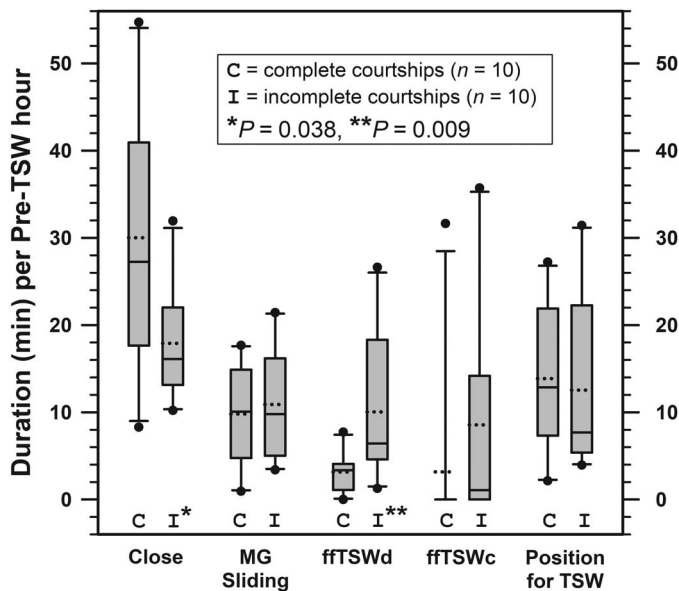 Duration (min) per Pre-TSW hour
50
40
30
20
10
0
50
40
30
20
10
0
C = complete courtships (n = 10)
I = incomplete courtships (n = 10)
*P = 0.038, **P = 0.009
C I* C I C I** C I C I
Close MG Sliding ffTSWd ffTSWc Position for TSW